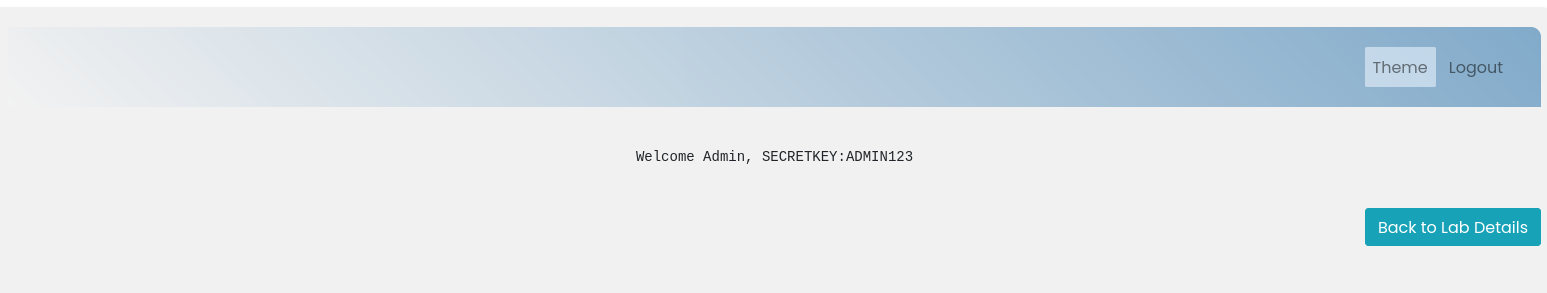 Theme Logout
Welcome Admin, SECRETKEY:ADMIN123
Back to Lab Details